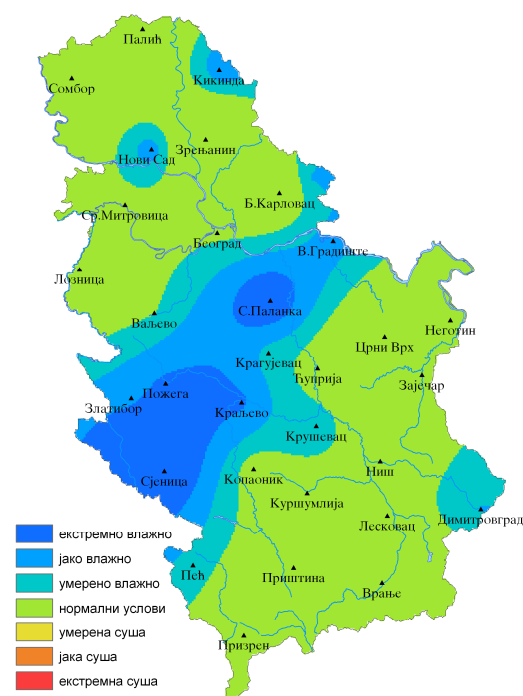 Палић
Кикинда
Сомбор
Зрењанин
Нови Сад
Б.Карловац
Ср.Митровица
Београд
В.Градиште
Лозница
С.Паланка
Ваљево
Неготин
Црни Врх
Крагујевац
Ћуприја
Зајечар
Пожега
Златибор
Краљево
Крушевац
Ниш
Копаоник
Сјеница
Куршумлија
Димитровград
Лесковац
Пећ
Приштина
Врање
Призрен
екстремно влажно
јако влажно
умерено влажно
нормални услови
умерена суша
јака суша
екстремна суша